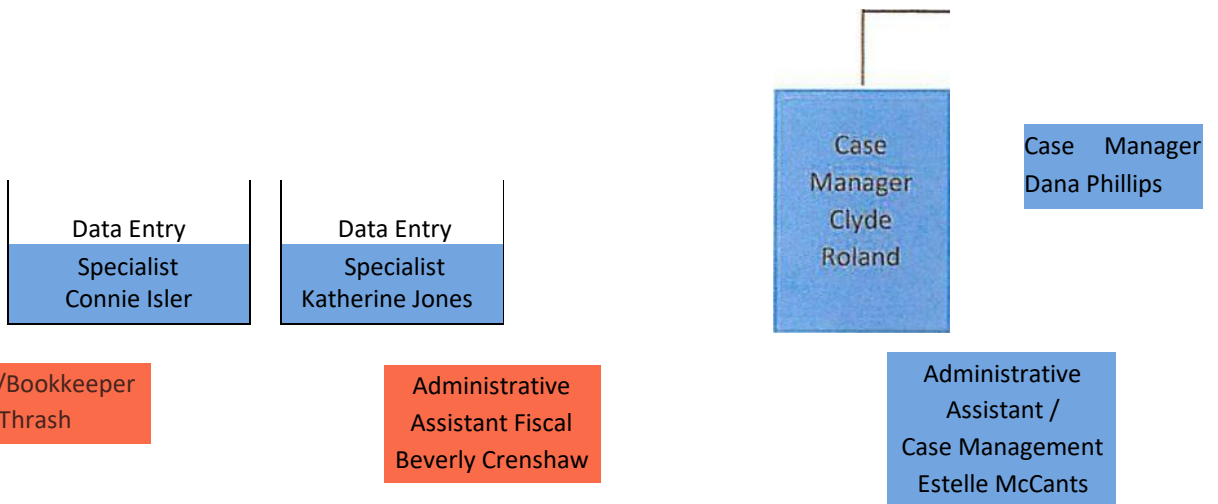 Data Entry
Specialist
Connie Isler
Data Entry
Specialist
Katherine Jones
Case
Manager
Clyde
Roland
Case Manager
Dana Phillips
/Bookkeeper
Thrash
Administrative
Assistant Fiscal
Beverly Crenshaw
Administrative
Assistant /
Case Management
Estelle McCants